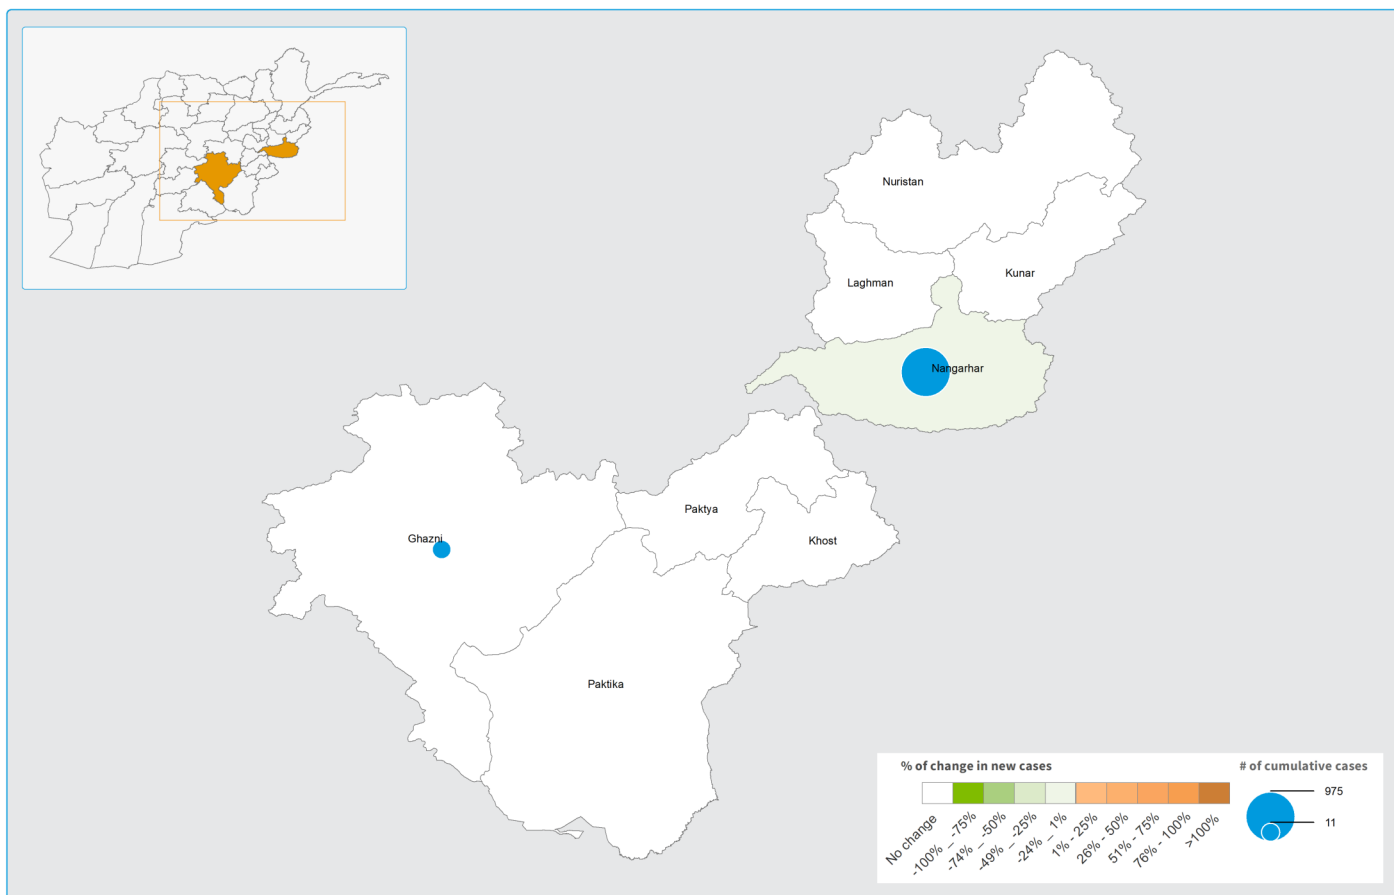 Nuristan
Kunar
Laghman
Nangarhar
Paktya
Ghazni
Khost
Paktika
% of change in new cases
No change
-100% _ -75%
-74% _ -50%
-49% _ -25%
-24% _ 1%
1% - 25%
26% - 50%
51% - 75%
76% - 100%
>100%
# of cumulative cases
975
11